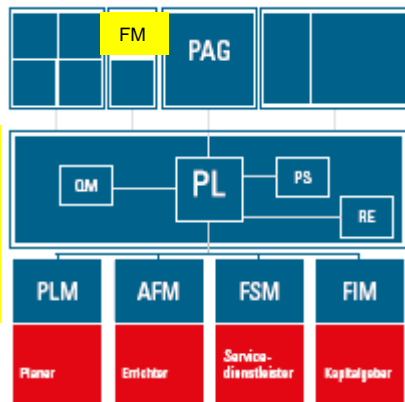 FM
PAG
QM
PL
PS
RE
PLM
AFM
FSM
FIM
Planer
Errichter
Service-
dienstleister
Kapitalgeber